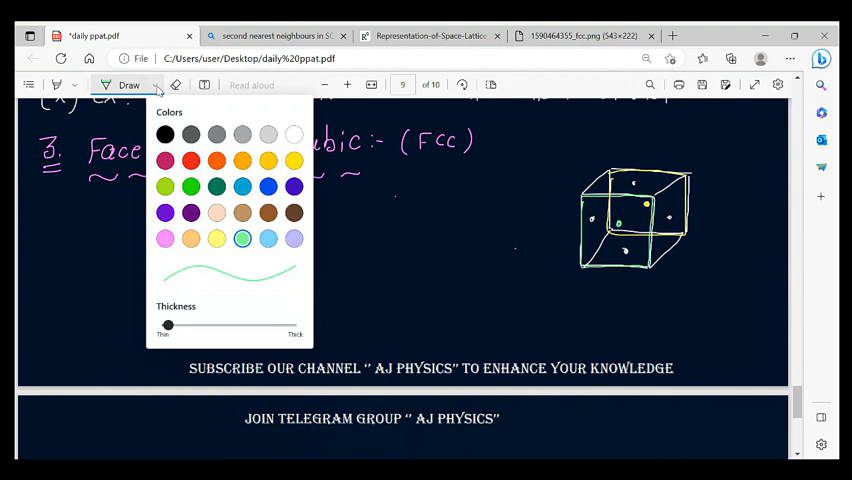 *daily ppat.pdf
second nearest neighbours in SC
Representation-of-Space-Lattice
1590464355_fcc.png (543×222)
File
C:/Users/user/Desktop/daily%20ppat.pdf
Draw
Read aloud
9
of 10
(x) Ex:
Colors
3. Face
ubic :- (FCC)
Thickness
Thin
Thick
SUBSCRIBE OUR CHANNEL ‘’ AJ PHYSICS’’ TO ENHANCE YOUR KNOWLEDGE
JOIN TELEGRAM GROUP ‘’ AJ PHYSICS’’